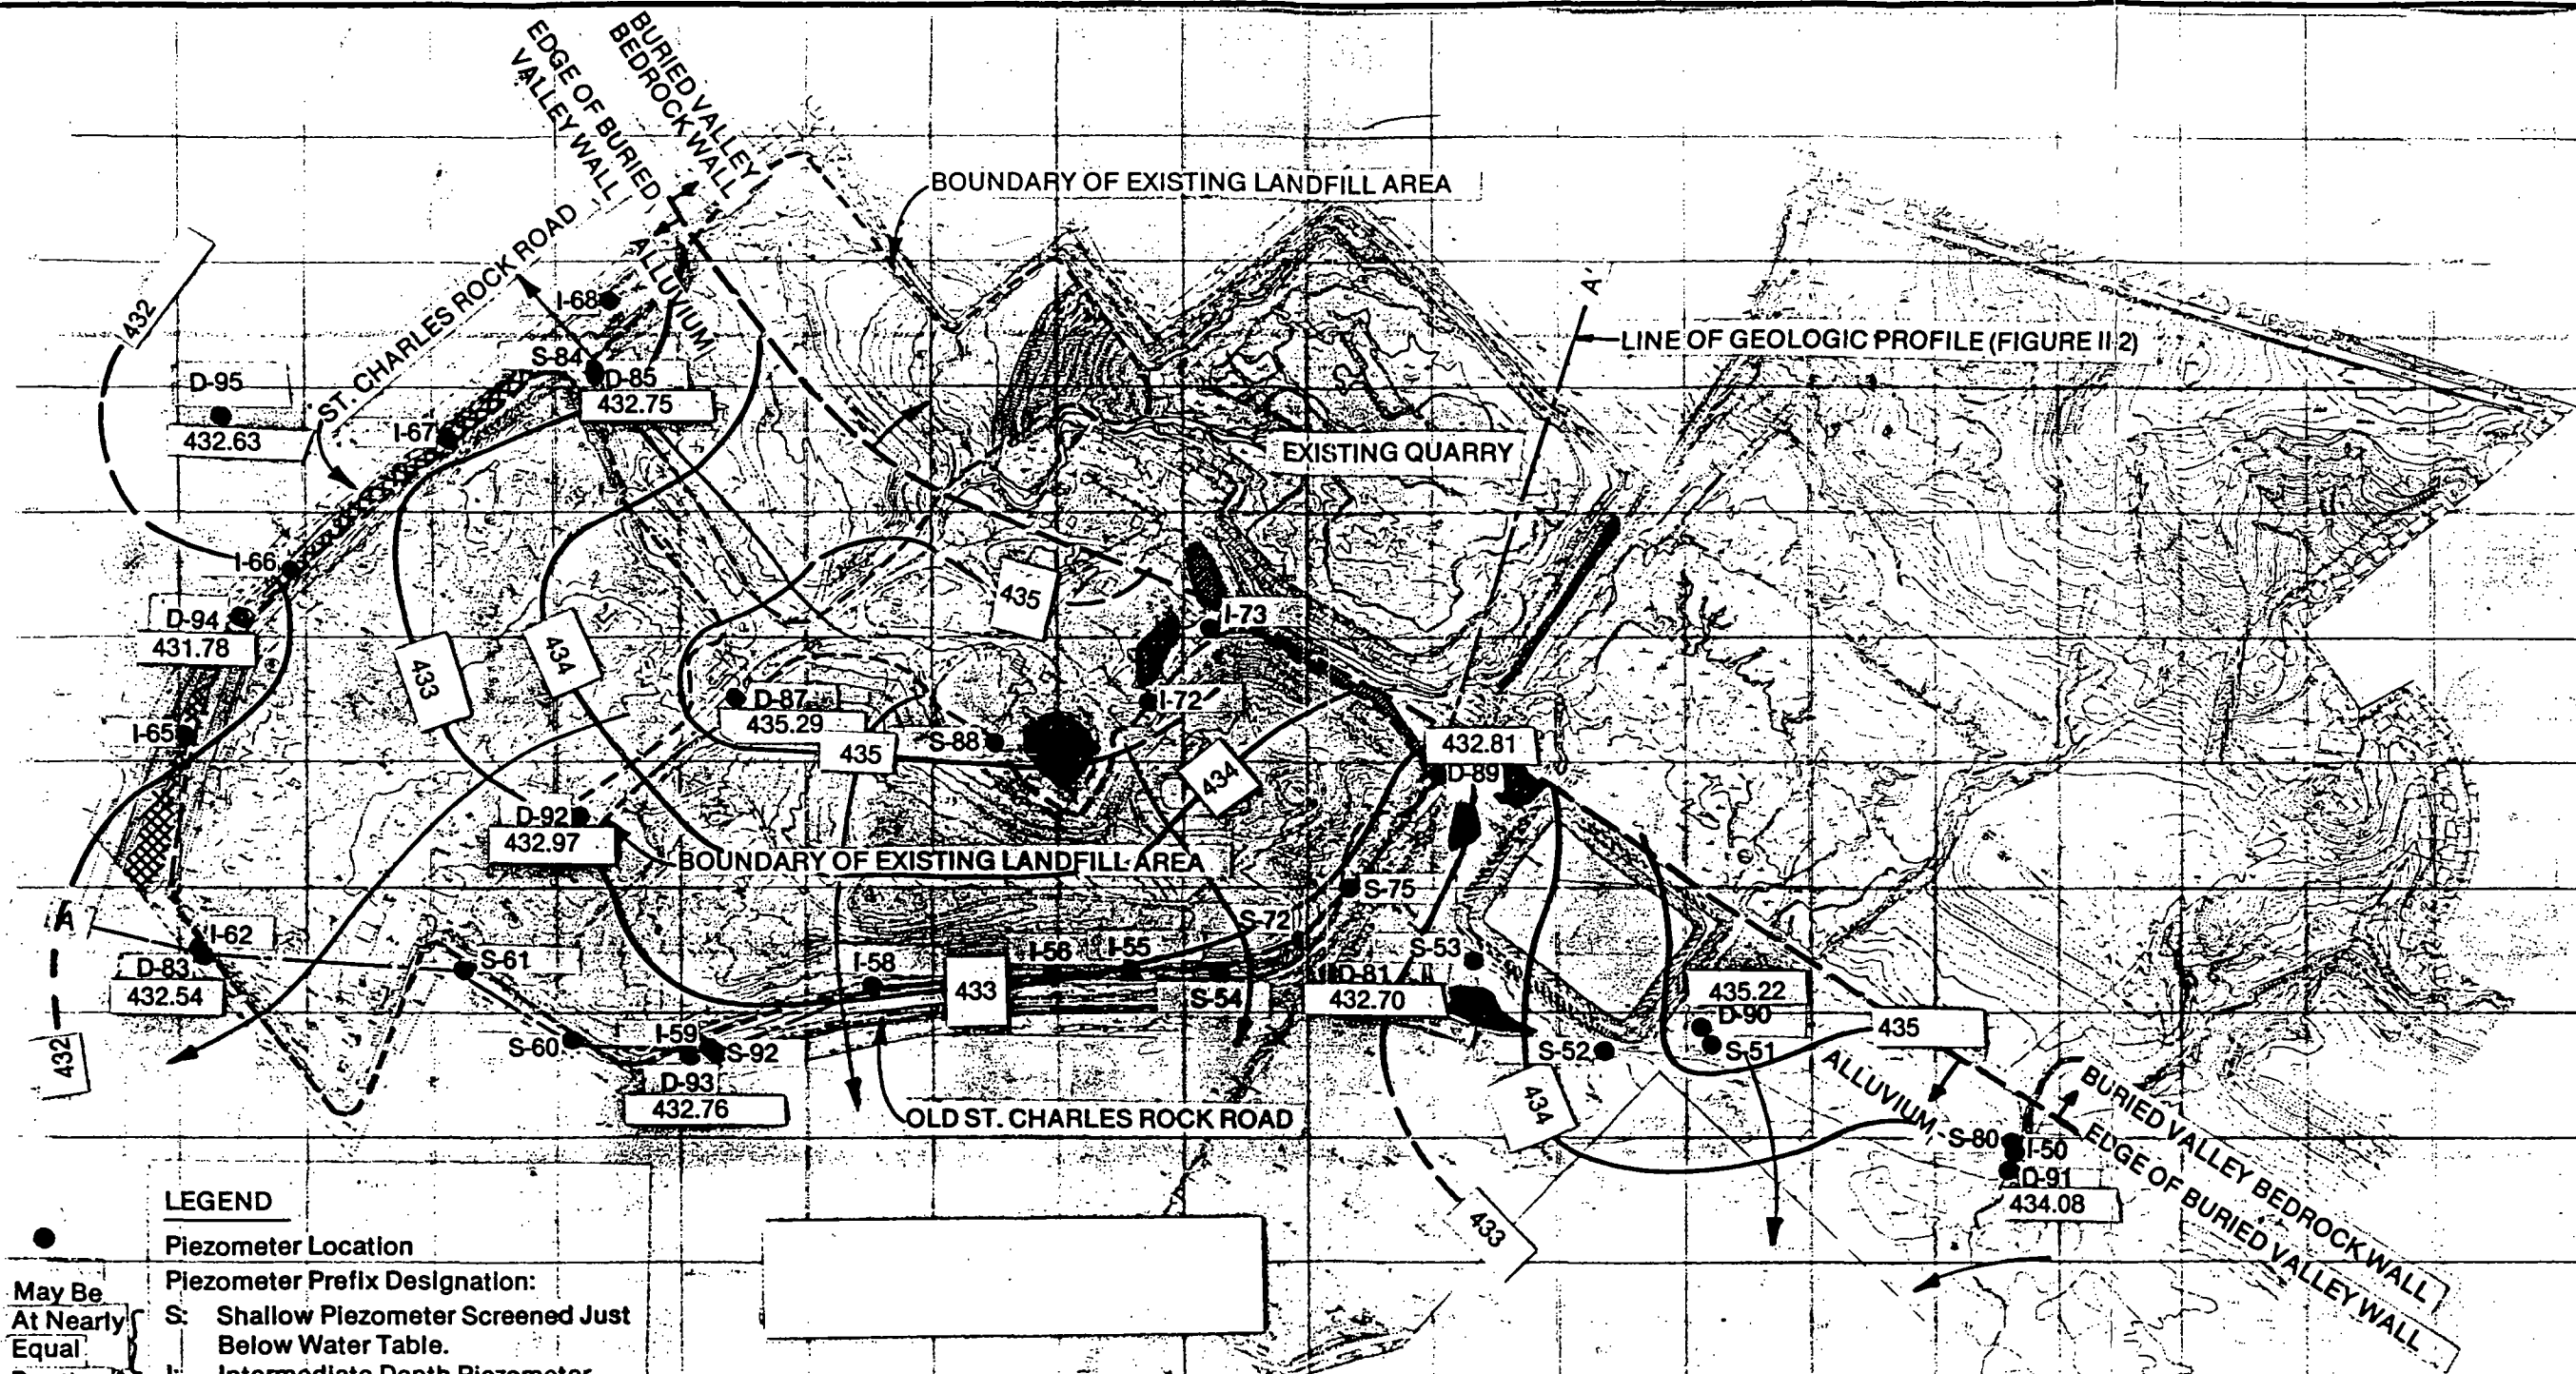 BURIED VALLEY
BEDROCK WALL
EDGE OF BURIED
VALLEY WALL
BOUNDARY OF EXISTING LANDFILL AREA
ST. CHARLES ROCK ROAD
ALLUVIUM
432
I-68
A'
LINE OF GEOLOGIC PROFILE (FIGURE II 2)
S-84
D-85
432.75
D-95
432.63
I-67
EXISTING QUARRY
I-66
435
D-94
431.78
I-73
433
434
D-87
435.29
I-72
I-65
435
S-88
434
432.81
D-89
D-92
432.97
BOUNDARY OF EXISTING LANDFILL AREA
S-75
A
I-62
S-72
D-83
432.54
S-61
I-58
433
I-56
I-55
S-54
D-81
432.70
S-53
435.22
D-90
S-51
435
S-60
I-59
S-92
D-93
432.76
S-52
432
OLD ST. CHARLES ROCK ROAD
434
ALLUVIUM
S-80
I-50
D-91
434.08
BURIED VALLEY BEDROCK WALL
EDGE OF BURIED VALLEY WALL
433
LEGEND
Piezometer Location
Piezometer Prefix Designation:
May Be
At Nearly
Equal
S: Shallow Piezometer Screened Just
Below Water Table.
I: Intermediate Depth Piezometer